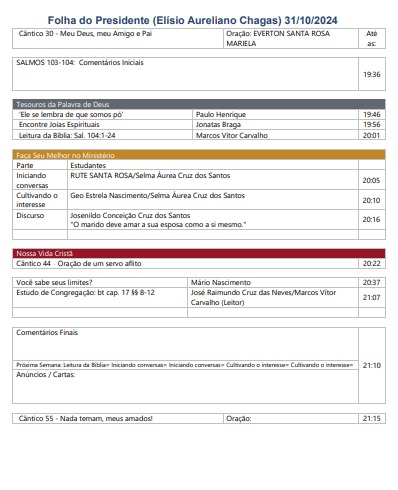 Folha do Presidente (Elísio Aureliano Chagas) 31/10/2024
Cântico 30 - Meu Deus, meu Amigo e Pai Oração: EVERTON SANTA ROSA MARIELA Até as:
SALMOS 103-104: Comentários Iniciais 19:36
Tesouros da Palavra de Deus
'Ele se lembra de que somos pó' Paulo Henrique 19:46
Encontre Joias Espirituais Jonatas Braga 19:56
Leitura da Bíblia: Sal. 104:1-24 Marcos Vitor Carvalho 20:01
Faça Seu Melhor no Ministério
Parte Estudantes
Iniciando conversas RUTE SANTA ROSA/Selma Áurea Cruz dos Santos 20:05
Cultivando o interesse Geo Estrela Nascimento/Selma Áurea Cruz dos Santos 20:10
Discurso Josenildo Conceição Cruz dos Santos 20:16
"O marido deve amar a sua esposa como a si mesmo."
Nossa Vida Cristã
Cântico 44 - Oração de um servo aflito 20:22
Você sabe seus limites? Mário Nascimento 20:37
Estudo de Congregação: bt cap. 17 §§ 8-12 José Raimundo Cruz das Neves/Marcos Vitor Carvalho (Leitor) 21:07
Comentários Finais
21:10
Próxima Semana: Leitura da Bíblia= Iniciando conversas= Iniciando conversas= Cultivando o interesse= Cultivando o interesse=
Anúncios / Cartas:
Cântico 55 - Nada temam, meus amados! Oração: 21:15